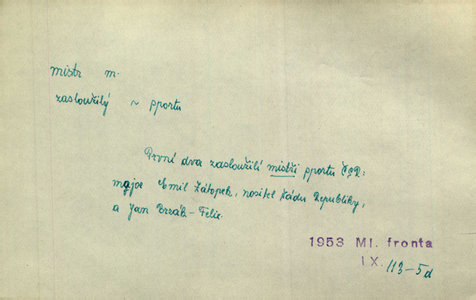 mistr m.
zasloužilý ~ sportu
První dva zasloužilí mistři sportu ČSR:
major Emil Zátopek, nositel Řádu Republiky,
a Jan Brzák-Felix.
1953 Ml. fronta
IX. 113-5d